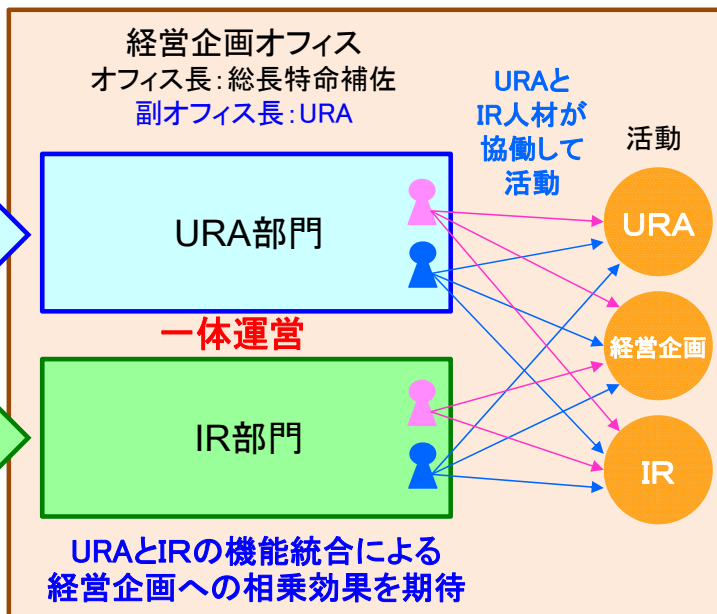 経営企画オフィス
オフィス長：総長特命補佐
副オフィス長：URA
URAと
IR人材が
協働して
活動
活動
URA部門
一体運営
IR部門
URA
経営企画
IR
URAとIRの機能統合による
経営企画への相乗効果を期待